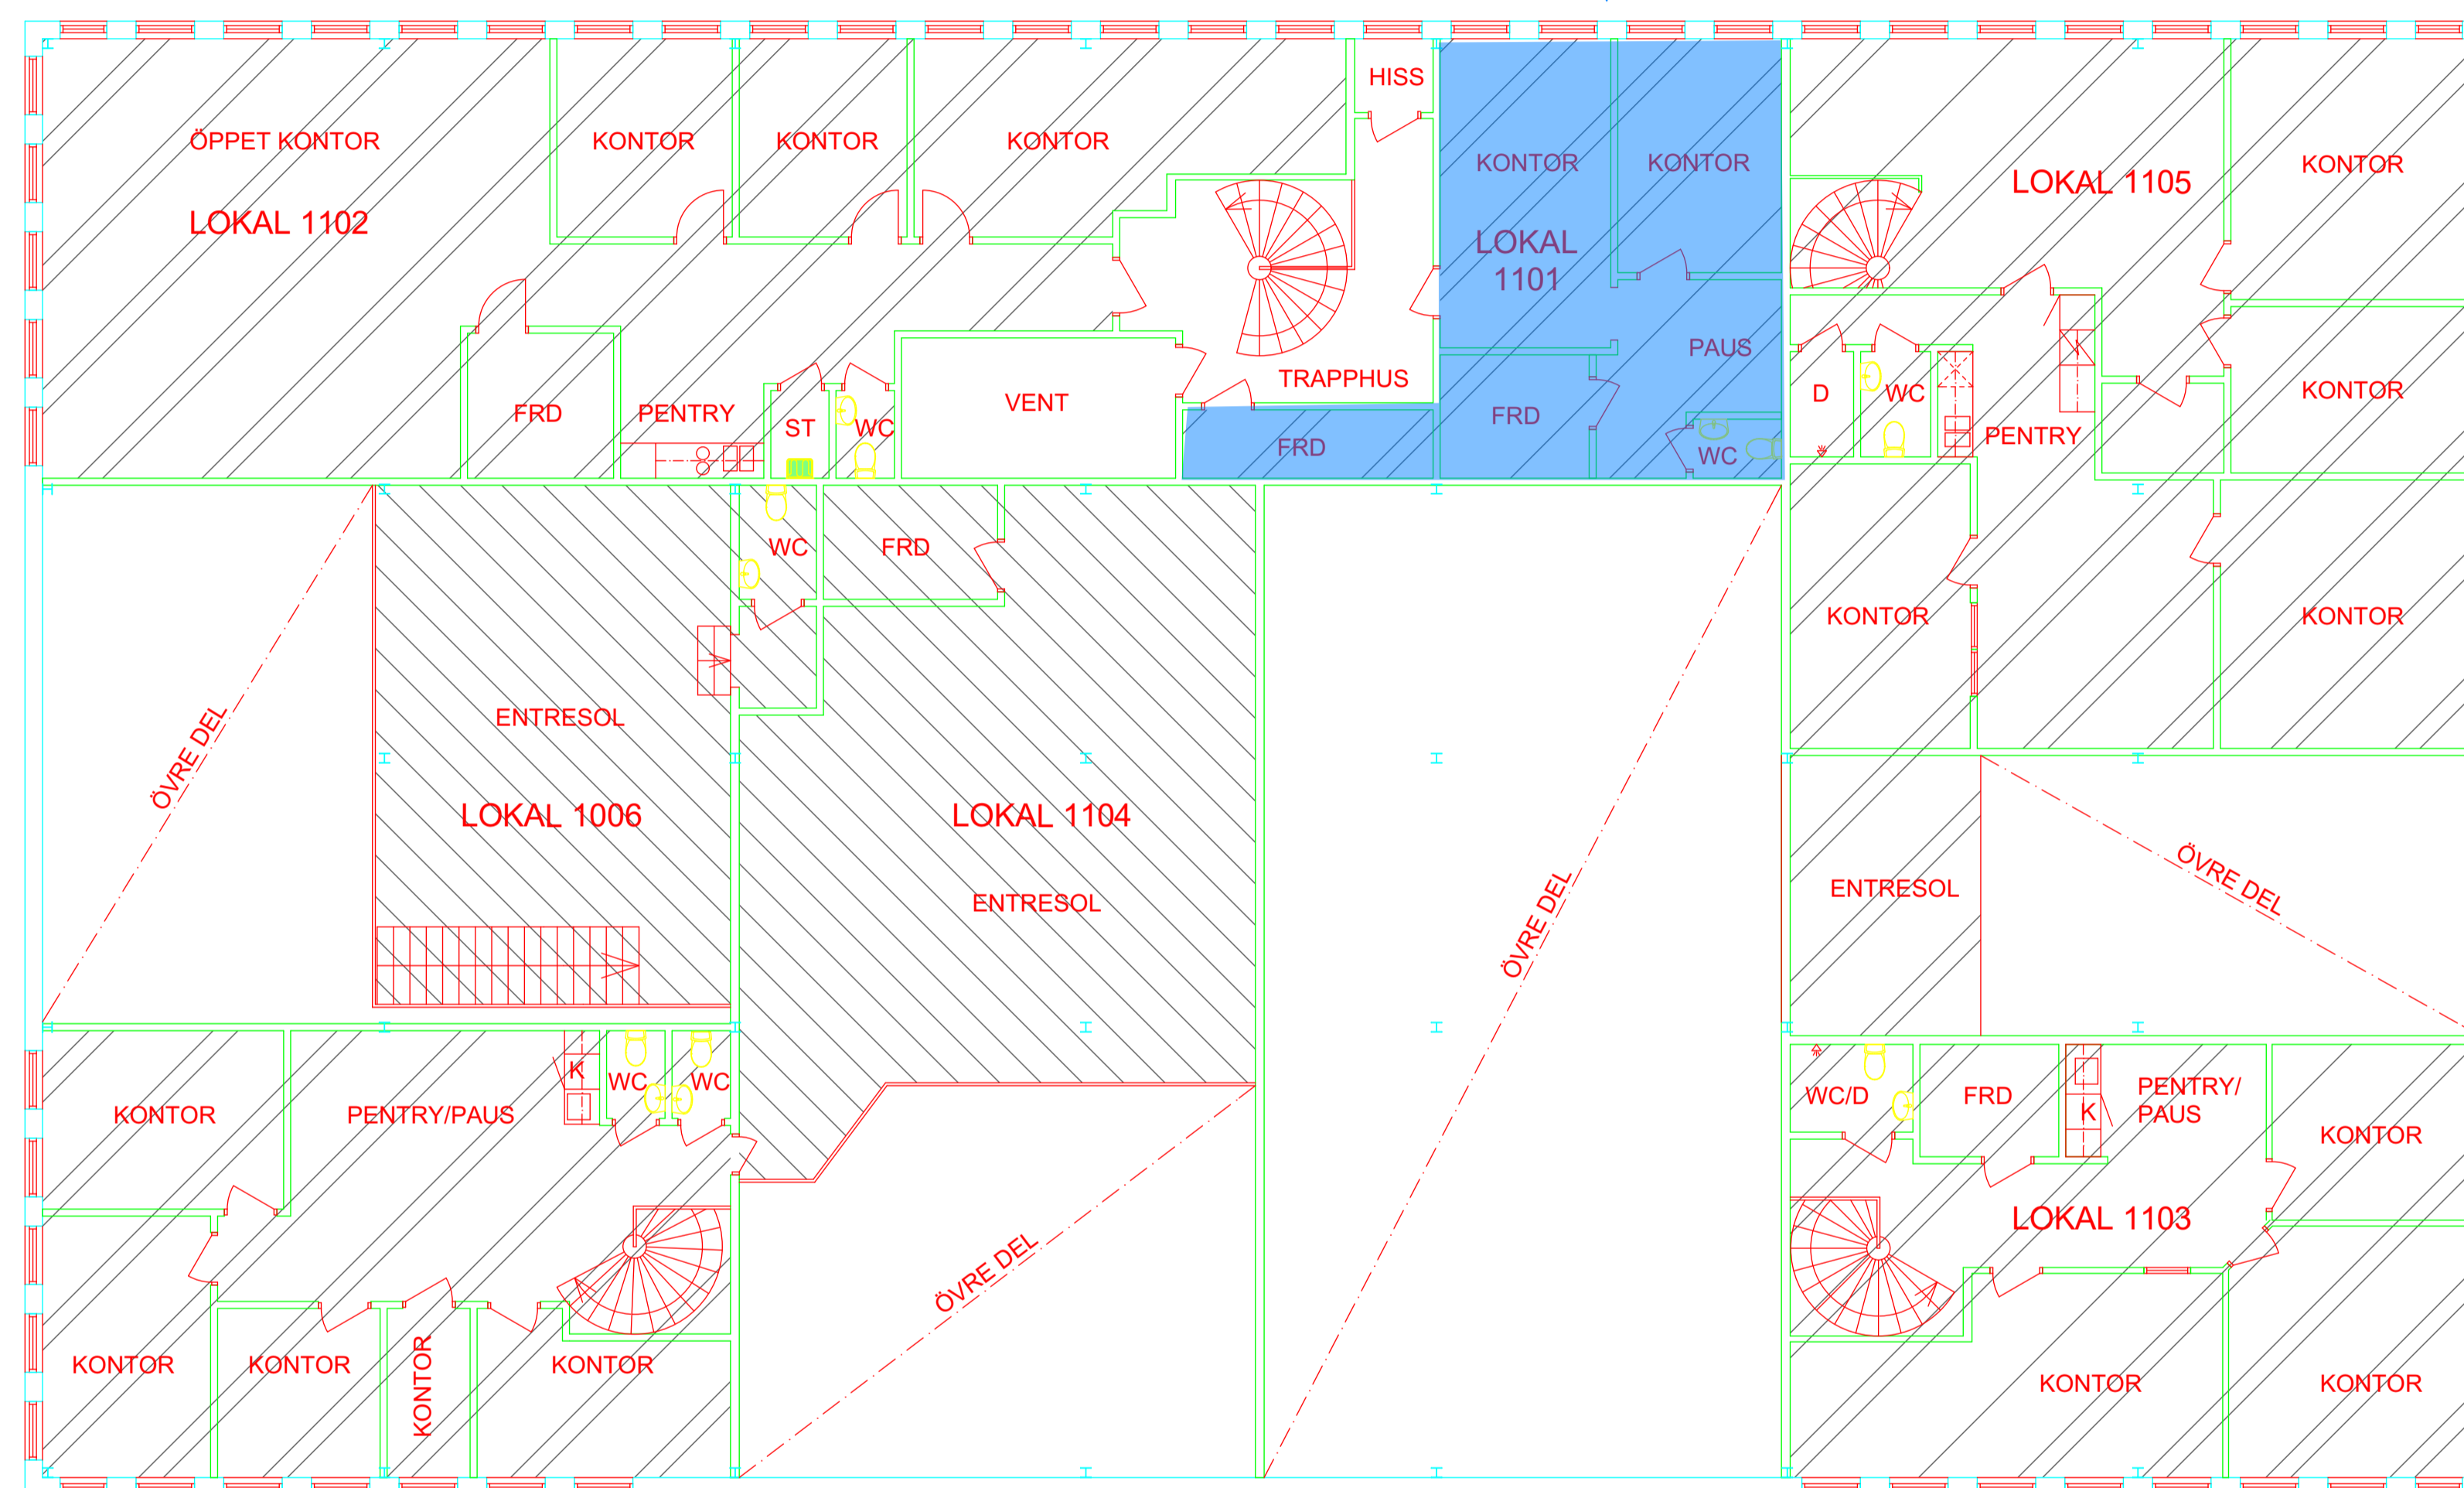 HISS
ÖPPET KONTOR
KONTOR
KONTOR
KONTOR
KONTOR
KONTOR
KONTOR
LOKAL 1102
LOKAL
1101
LOKAL 1105
PAUS
TRAPPHUS
FRD
PENTRY
ST
WC
VENT
FRD
FRD
WC
D
WC
PENTRY
KONTOR
WC
FRD
KONTOR
KONTOR
ENTRESOL
ÖVRE DEL
LOKAL 1006
LOKAL 1104
ENTRESOL
ÖVRE DEL
ENTRESOL
ÖVRE DEL
KONTOR
PENTRY/PAUS
K
WC
WC
WC/D
FRD
K
PENTRY/
PAUS
KONTOR
LOKAL 1103
ÖVRE DEL
KONTOR
KONTOR
KONTOR
KONTOR
KONTOR
KONTOR